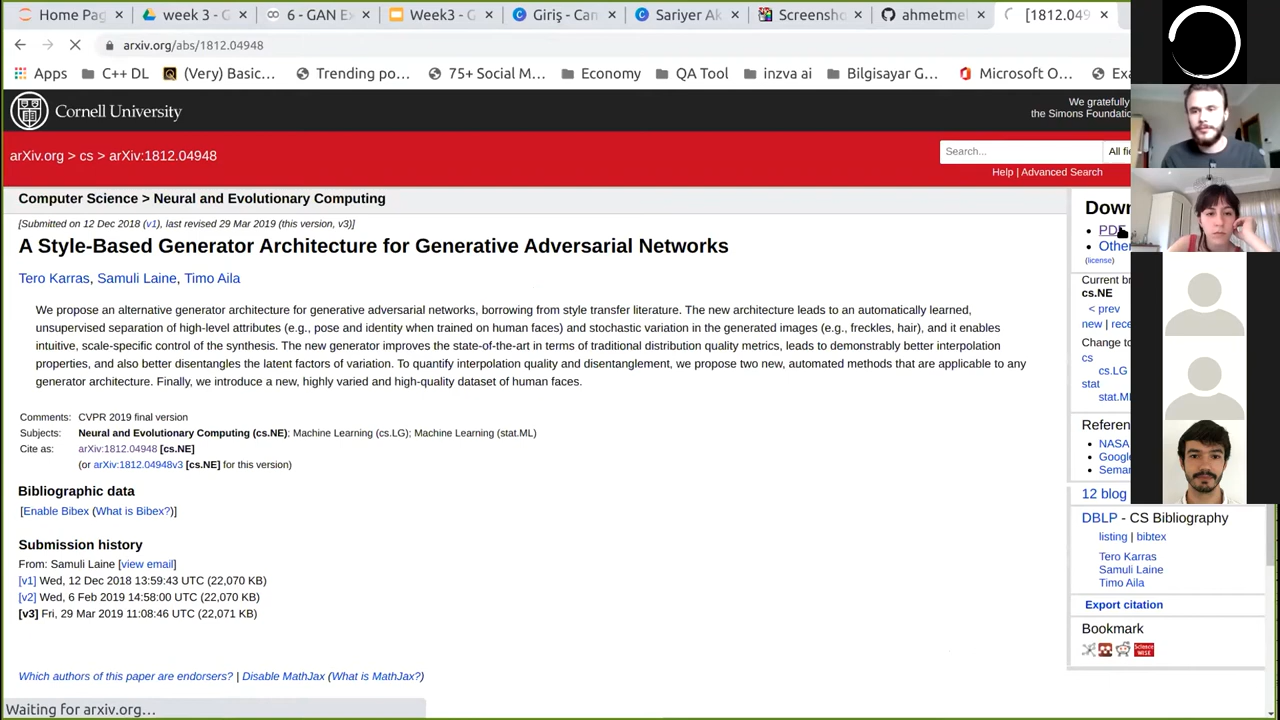 Home Pag
week 3 - G
6 - GAN Ex
Week3 - G
Giriş - Can
Sariyer Ak
Screensho
ahmetmel
[1812.049
arxiv.org/abs/1812.04948
Apps
C++ DL
(Very) Basic...
Trending po...
75+ Social M...
Economy
QA Tool
inzva ai
Bilgisayar G...
Microsoft O...
Exa
Cornell University
We gratefully
the Simons Foundatio
arXiv.org > cs > arXiv:1812.04948
Search...
All fie
Help | Advanced Search
Computer Science > Neural and Evolutionary Computing
[Submitted on 12 Dec 2018 (v1), last revised 29 Mar 2019 (this version, v3)]
A Style-Based Generator Architecture for Generative Adversarial Networks
Tero Karras, Samuli Laine, Timo Aila
We propose an alternative generator architecture for generative adversarial networks, borrowing from style transfer literature. The new architecture leads to an automatically learned,
unsupervised separation of high-level attributes (e.g., pose and identity when trained on human faces) and stochastic variation in the generated images (e.g., freckles, hair), and it enables
intuitive, scale-specific control of the synthesis. The new generator improves the state-of-the-art in terms of traditional distribution quality metrics, leads to demonstrably better interpolation
properties, and also better disentangles the latent factors of variation. To quantify interpolation quality and disentanglement, we propose two new, automated methods that are applicable to any
generator architecture. Finally, we introduce a new, highly varied and high-quality dataset of human faces.
Comments: CVPR 2019 final version
Subjects: Neural and Evolutionary Computing (cs.NE); Machine Learning (cs.LG); Machine Learning (stat.ML)
Cite as: arXiv:1812.04948 [cs.NE]
(or arXiv:1812.04948v3 [cs.NE] for this version)
Bibliographic data
[Enable Bibex (What is Bibex?)]
Submission history
From: Samuli Laine [view email]
[v1] Wed, 12 Dec 2018 13:59:43 UTC (22,070 KB)
[v2] Wed, 6 Feb 2019 14:58:00 UTC (22,070 KB)
[v3] Fri, 29 Mar 2019 11:08:46 UTC (22,071 KB)
Which authors of this paper are endorsers? | Disable MathJax (What is MathJax?)
Waiting for arxiv.org...
Down
PDF
Other
(license)
Current br
cs.NE
< prev
new | rece
Change to
cs
cs.LG
stat
stat.ML
Referen
NASA
Google
Sema
12 blog
DBLP - CS Bibliography
listing | bibtex
Tero Karras
Samuli Laine
Timo Aila
Export citation
Bookmark